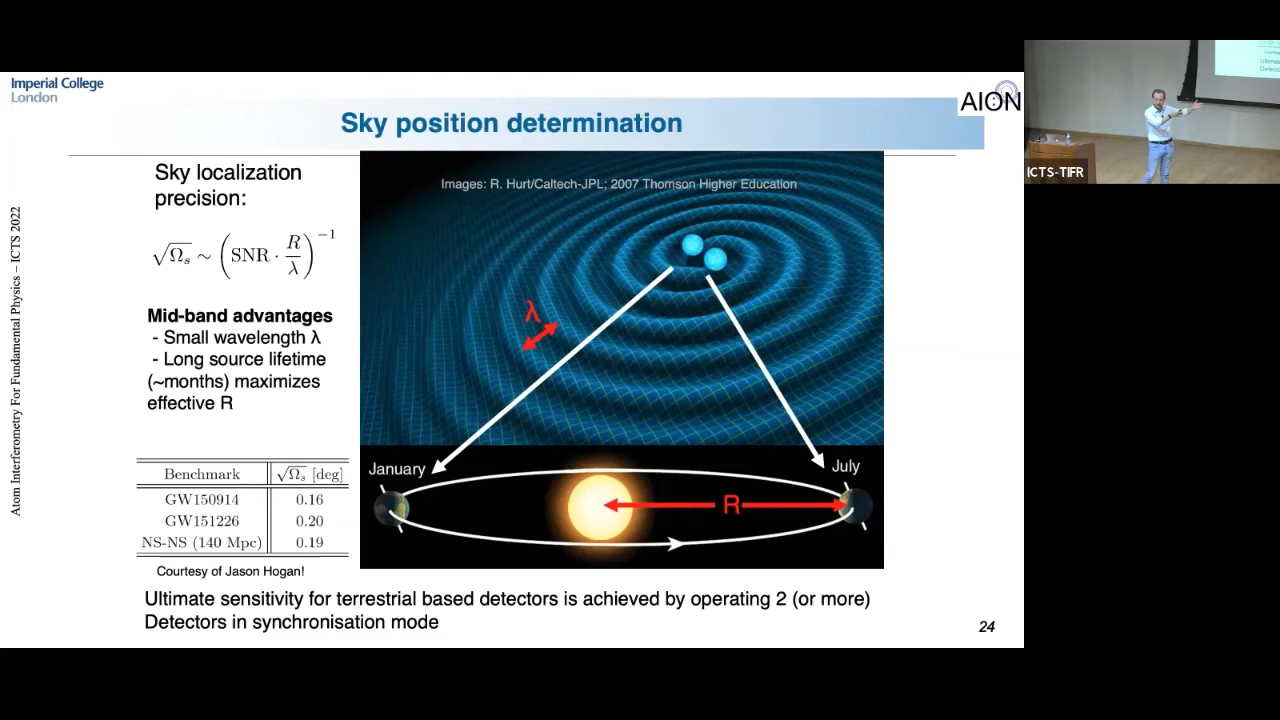 Imperial College
London
AION
Sky position determination
Sky localization
precision:
√Ωs ∼ (SNR · R/λ)^−1
Mid-band advantages
- Small wavelength λ
- Long source lifetime
(~months) maximizes
effective R
Benchmark √Ωs [deg]
GW150914 0.16
GW151226 0.20
NS-NS (140 Mpc) 0.19
Courtesy of Jason Hogan!
Images: R. Hurt/Caltech-JPL; 2007 Thomson Higher Education
λ
January
July
R
Ultimate sensitivity for terrestrial based detectors is achieved by operating 2 (or more)
Detectors in synchronisation mode
24
Atom Interferometry For Fundamental Physics – ICTS 2022
ICTS-TIFR